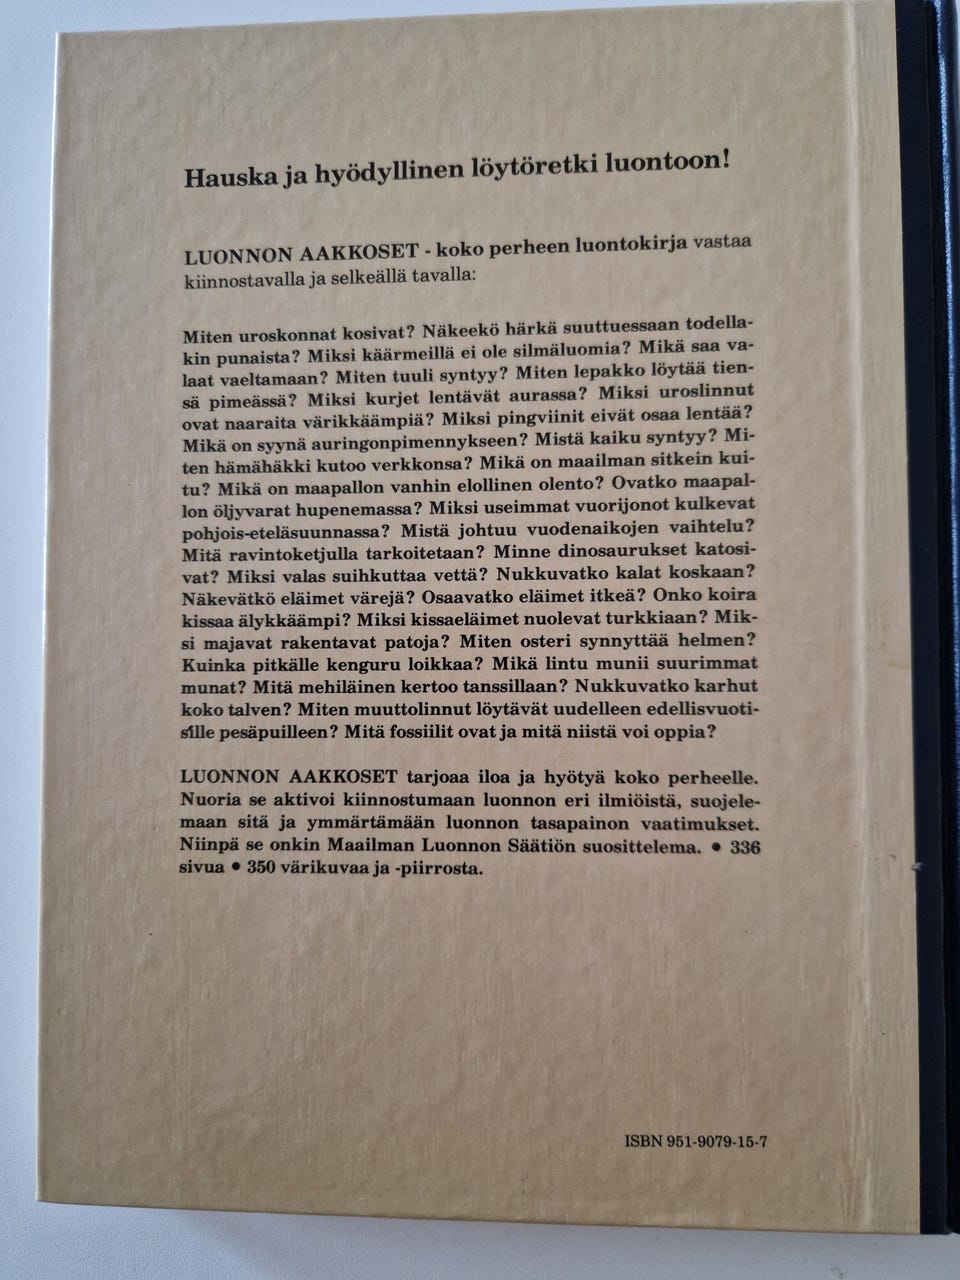 Hauska ja hyödyllinen löytöretki luontoon!
LUONNON AAKKOSET - koko perheen luontokirja vastaa
kiinnostavalla ja selkeällä tavalla:
Miten uroskonnat kosivat? Näkeekö härkä suuttuessaan todella-
kin punaista? Miksi käärmeillä ei ole silmäluomia? Mikä saa va-
laat vaeltamaan? Miten tuuli syntyy? Miten lepakko löytää tien-
sä pimeässä? Miksi kurjet lentävät aurassa? Miksi uroslinnut
ovat naaraita värikkäämpiä? Miksi pingviinit eivät osaa lentää?
Mikä on syynä auringonpimennykseen? Mistä kaiku syntyy? Mi-
ten hämähäkki kutoo verkkonsa? Mikä on maailman sitkein kui-
tu? Mikä on maapallon vanhin elollinen olento? Ovatko maapal-
lon öljyvarat hupenemassa? Miksi useimmat vuorijonot kulkevat
pohjois-eteläsuunnassa? Mistä johtuu vuodenaikojen vaihtelu?
Mitä ravintoketjulla tarkoitetaan? Minne dinosaurukset katosi-
vat? Miksi valas suihkuttaa vettä? Nukkuvatko kalat koskaan?
Näkevätkö eläimet värejä? Osaavatko eläimet itkeä? Onko koira
kissaa älykkäämpi? Miksi kissaeläimet nuolevat turkkiaan? Mik-
si majavat rakentavat patoja? Miten osteri synnyttää helmen?
Kuinka pitkälle kenguru loikkaa? Mikä lintu munii suurimmat
munat? Mitä mehiläinen kertoo tanssillaan? Nukkuvatko karhut
koko talven? Miten muuttolinnut löytävät uudelleen edellisvuoti-
sille pesäpuilleen? Mitä fossiilit ovat ja mitä niistä voi oppia?
LUONNON AAKKOSET tarjoaa iloa ja hyötyä koko perheelle.
Nuoria se aktivoi kiinnostumaan luonnon eri ilmiöistä, suojele-
maan sitä ja ymmärtämään luonnon tasapainon vaatimukset.
Niinpä se onkin Maailman Luonnon Säätiön suosittelema. • 336
sivua • 350 värikuvaa ja -piirrosta.
ISBN 951-9079-15-7